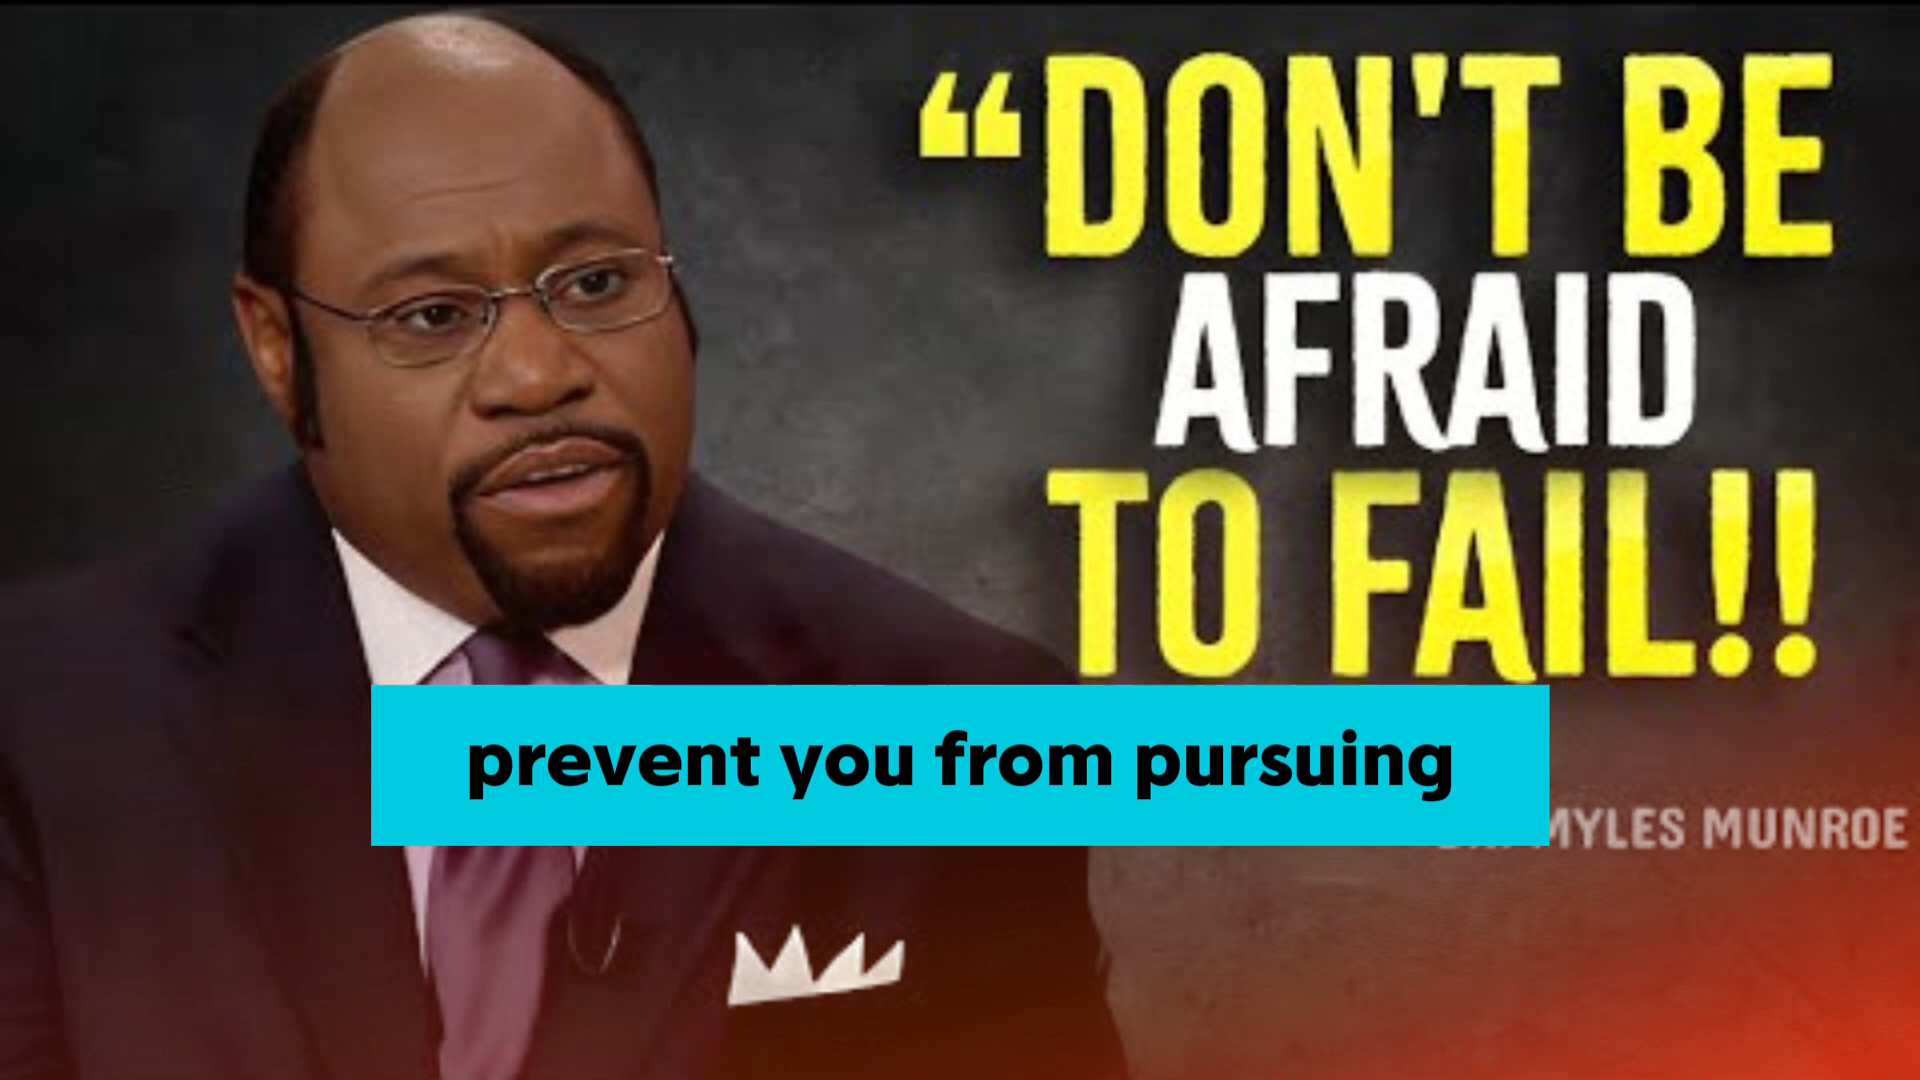 “DON'T BE
AFRAID
TO FAIL!!
prevent you from pursuing
MYLES MUNROE